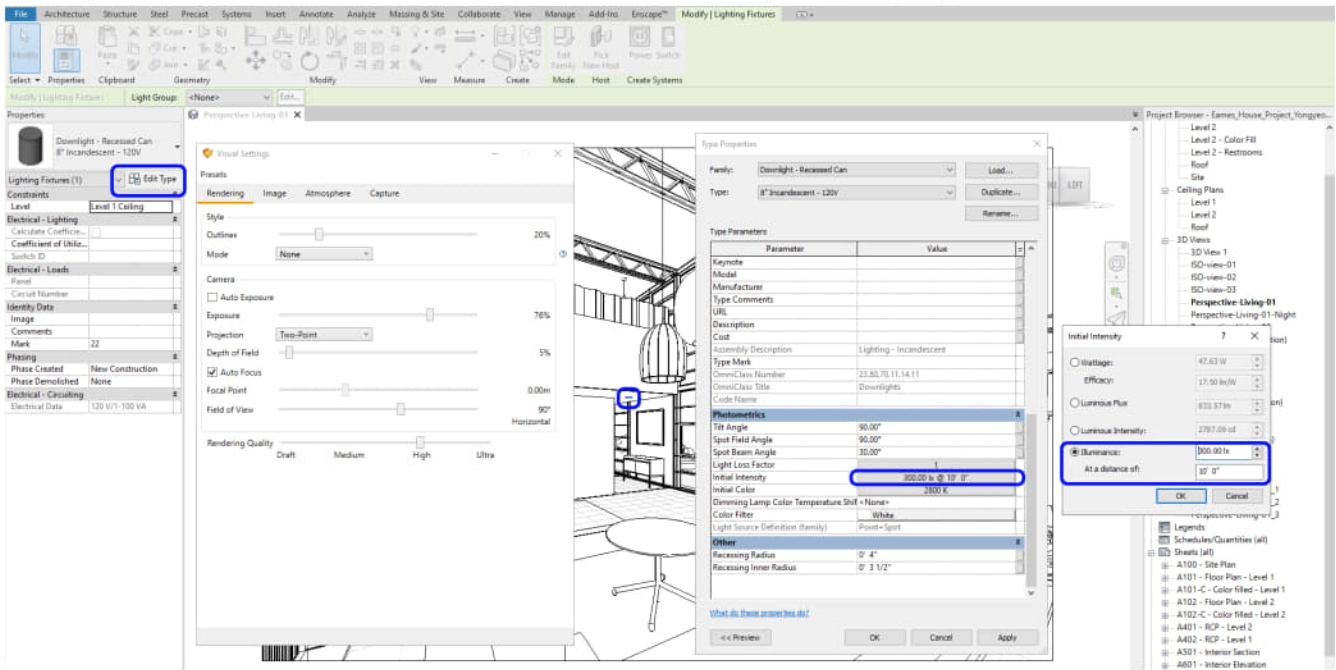 File Architecture Structure Steel Precast Systems Insert Annotate Analyze Massing & Site Collaborate View Manage Add-Ins Enscape™ Modify | Lighting Fixtures
Modify Paste Cope Cut Join Edit Family Pick New Host Power Switch
Select Properties Clipboard Geometry Modify View Measure Create Mode Host Create Systems
Modify | Lighting Fixtures Light Group: <None> Edit...
Properties
Perspective-Living-01
Downlight - Recessed Can
8" Incandescent - 120V
Lighting Fixtures (1) Edit Type
Constraints
Level Level 1 Ceiling
Electrical - Lighting
Calculate Coefficie...
Coefficient of Utiliz...
Switch ID
Electrical - Loads
Panel
Circuit Number
Identity Data
Image
Comments
Mark 22
Phasing
Phase Created New Construction
Phase Demolished None
Electrical - Circuiting
Electrical Data 120 V/1-100 VA
Visual Settings
Presets
Rendering Image Atmosphere Capture
Style
Outlines 20%
Mode None
Camera
Auto Exposure
Exposure 76%
Projection Two-Point
Depth of Field 5%
Auto Focus
Focal Point 0.00m
Field of View 90°
Horizontal
Rendering Quality
Draft Medium High Ultra
Type Properties
Family: Downlight - Recessed Can Load...
Type: 8" Incandescent - 120V Duplicate...
Rename...
Type Parameters
Parameter Value =
Keynote
Model
Manufacturer
Type Comments
URL
Description
Cost
Assembly Description Lighting - Incandescent
Type Mark
OmniClass Number 23.80.70.11.14.11
OmniClass Title Downlights
Code Name
Photometrics
Tilt Angle 90.00°
Spot Field Angle 90.00°
Spot Beam Angle 30.00°
Light Loss Factor 1
Initial Intensity 300.00 lx @ 10' 0"
Initial Color 2800 K
Dimming Lamp Color Temperature Shif <None>
Color Filter White
Light Source Definition (family) Point+Spot
Other
Recessing Radius 0' 4"
Recessing Inner Radius 0' 3 1/2"
What do these properties do?
<< Preview OK Cancel Apply
LEFT
Project Browser - Eames_House_Project_Yongyeo...
Level 2
Level 2 - Color Fill
Level 2 - Restrooms
Roof
Site
Ceiling Plans
Level 1
Level 2
Roof
3D Views
3D View 1
ISO-view-01
ISO-view-02
ISO-view-03
Perspective-Living-01
Perspective-Living-01-Night
Initial Intensity ? ×
Wattage: 47.63 W
Efficacy: 17.50 lm/W
Luminous Flux: 833.57 lm
Luminous Intensity: 2787.09 cd
Illuminance: 300.00 lx
At a distance of: 10' 0"
OK Cancel
Legends
Schedules/Quantities (all)
Sheets (all)
A100 - Site Plan
A101 - Floor Plan - Level 1
A101-C - Color filled - Level 1
A102 - Floor Plan - Level 2
A102-C - Color filled - Level 2
A401 - RCP - Level 2
A402 - RCP - Level 1
A501 - Interior Section
A601 - Interior Elevation